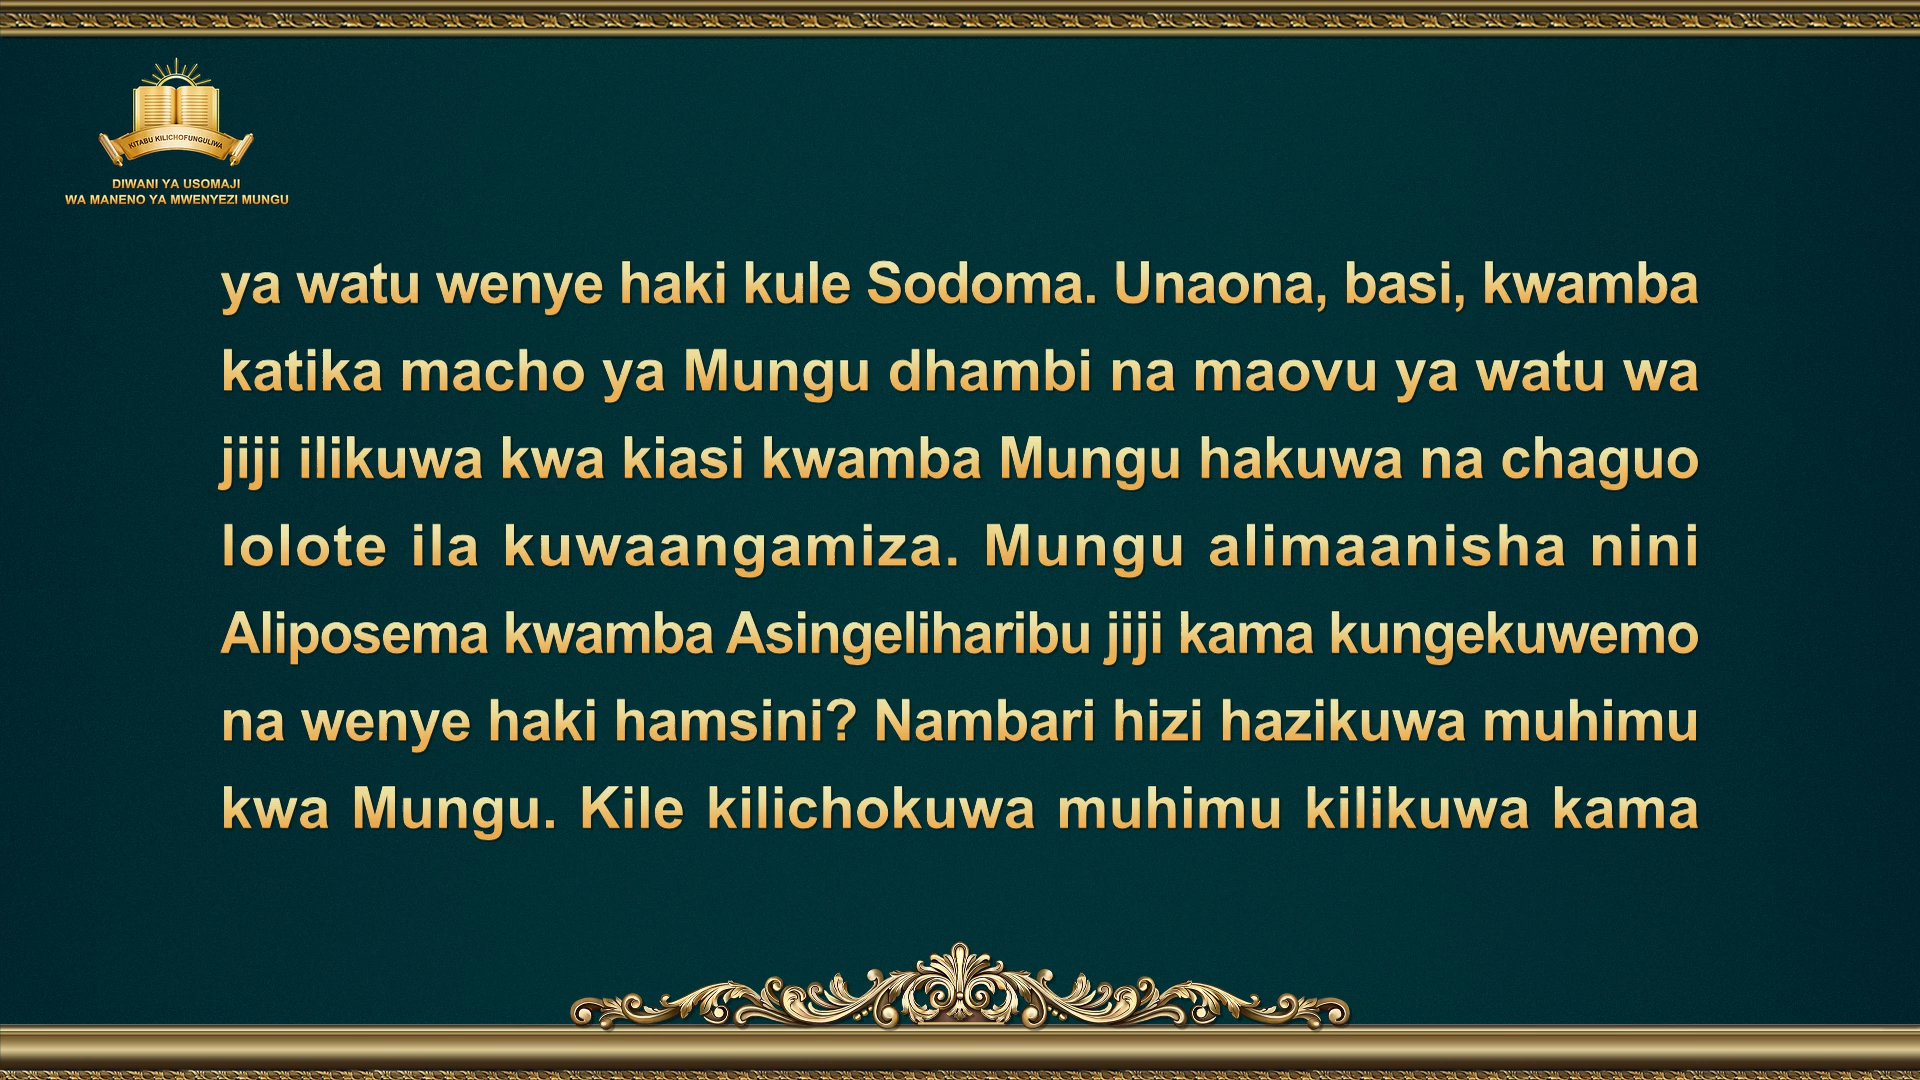 KITABU KILICHOFUNGULIWA
DIWANI YA USOMAJI
WA MANENO YA MWENYEZI MUNGU
ya watu wenye haki kule Sodoma. Unaona, basi, kwamba
katika macho ya Mungu dhambi na maovu ya watu wa
jiji ilikuwa kwa kiasi kwamba Mungu hakuwa na chaguo
lolote ila kuwaangamiza. Mungu alimaanisha nini
Aliposema kwamba Asingeliharibu jiji kama kungekuwemo
na wenye haki hamsini? Nambari hizi hazikuwa muhimu
kwa Mungu. Kile kilichokuwa muhimu kilikuwa kama